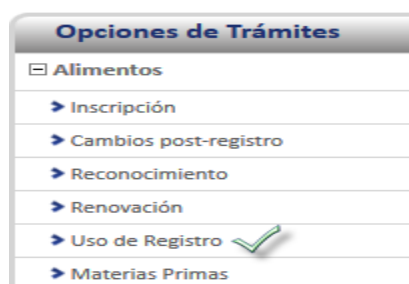 Opciones de Trámites
Alimentos
Inscripción
Cambios post-registro
Reconocimiento
Renovación
Uso de Registro
Materias Primas